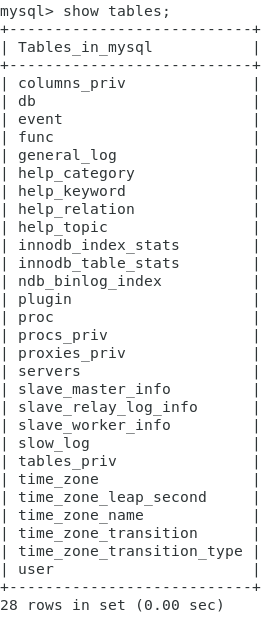 mysql> show tables;
+---------------------------+
| Tables_in_mysql           |
+---------------------------+
| columns_priv              |
| db                        |
| event                     |
| func                      |
| general_log               |
| help_category             |
| help_keyword              |
| help_relation             |
| help_topic                |
| innodb_index_stats        |
| innodb_table_stats        |
| ndb_binlog_index          |
| plugin                    |
| proc                      |
| procs_priv                |
| proxies_priv              |
| servers                   |
| slave_master_info         |
| slave_relay_log_info      |
| slave_worker_info         |
| slow_log                  |
| tables_priv               |
| time_zone                 |
| time_zone_leap_second     |
| time_zone_name            |
| time_zone_transition      |
| time_zone_transition_type |
| user                      |
+---------------------------+
28 rows in set (0.00 sec)